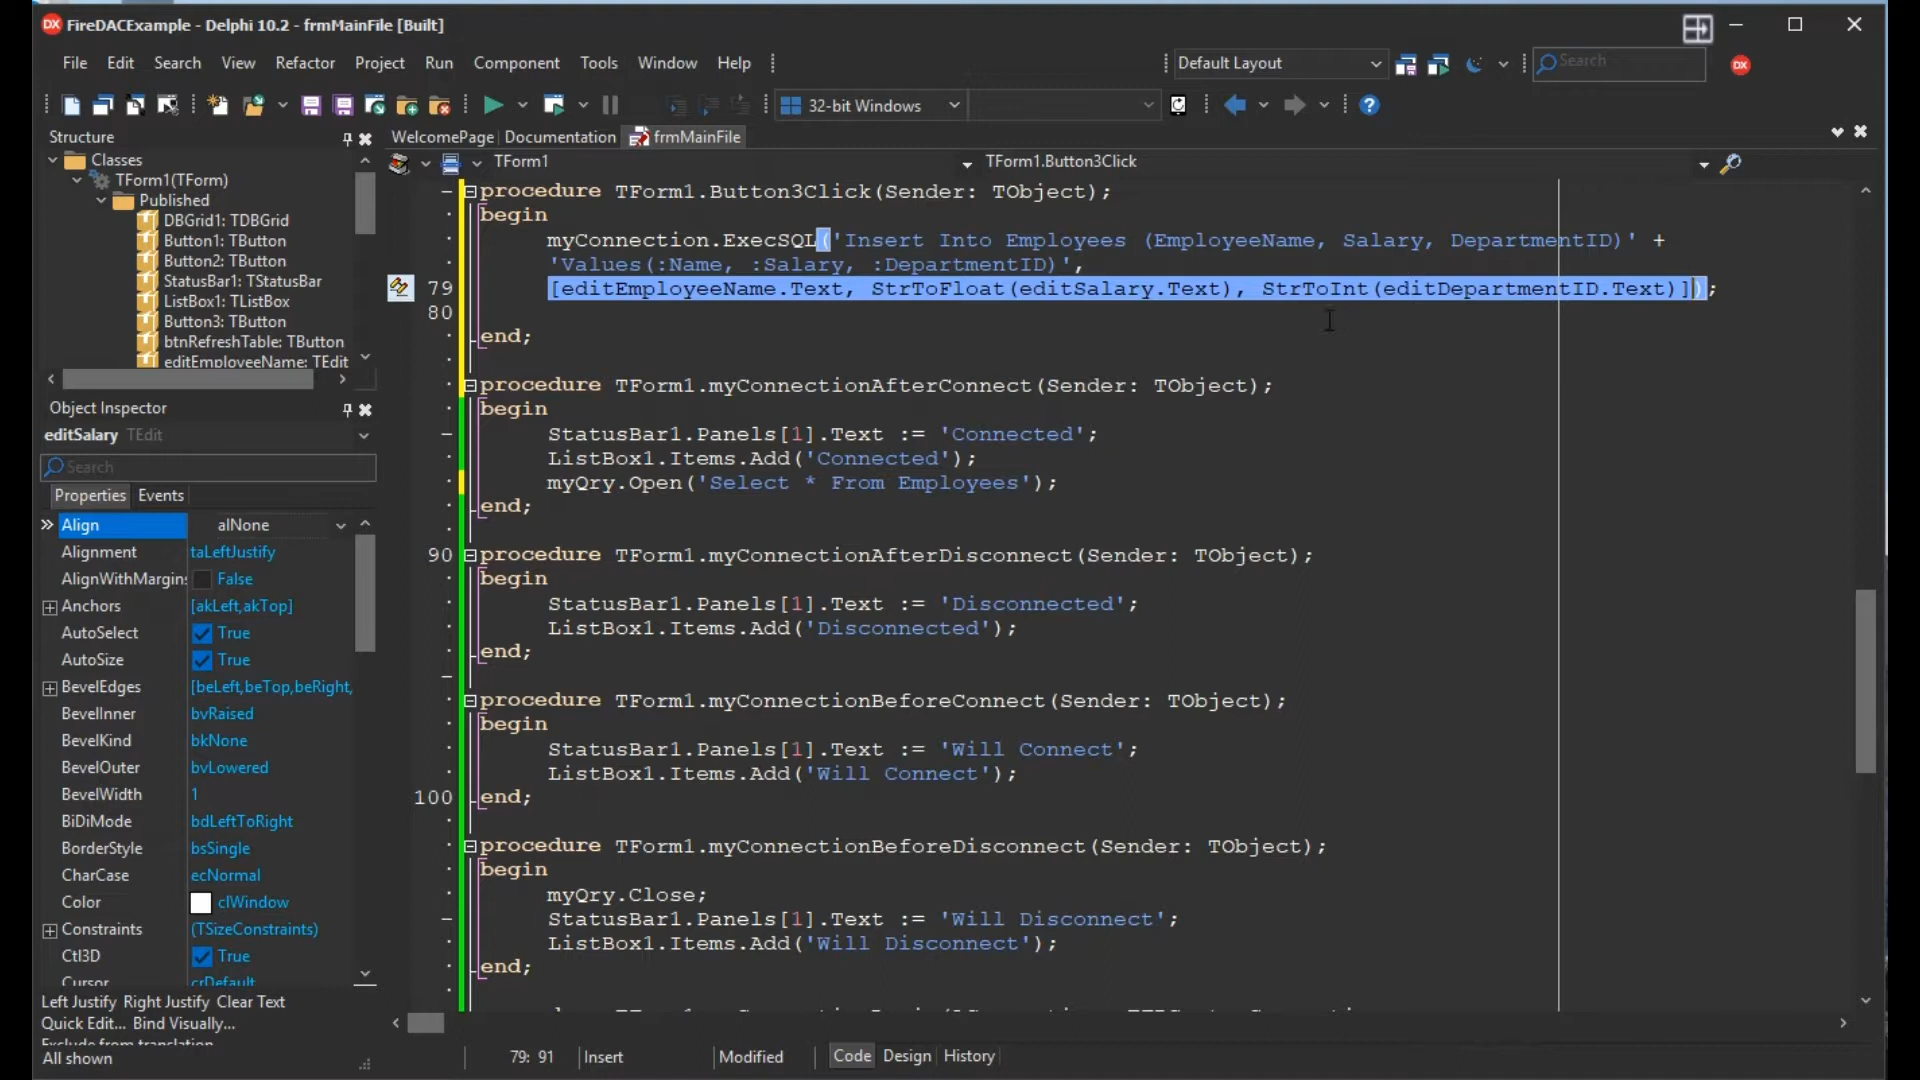 FireDACExample - Delphi 10.2 - frmMainFile [Built]
File Edit Search View Refactor Project Run Component Tools Window Help
Default Layout
Search
DX
32-bit Windows
Structure
Classes
TForm1(TForm)
Published
DBGrid1: TDBGrid
Button1: TButton
Button2: TButton
StatusBar1: TStatusBar
ListBox1: TListBox
Button3: TButton
btnRefreshTable: TButton
editEmployeeName: TEdit
Object Inspector
editSalary TEdit
Search
Properties Events
Align alNone
Alignment taLeftJustify
AlignWithMargins False
Anchors [akLeft,akTop]
AutoSelect True
AutoSize True
BevelEdges [beLeft,beTop,beRight,
BevelInner bvRaised
BevelKind bkNone
BevelOuter bvLowered
BevelWidth 1
BiDiMode bdLeftToRight
BorderStyle bsSingle
CharCase ecNormal
Color clWindow
Constraints (TSizeConstraints)
Ctl3D True
Cursor crDefault
Left Justify Right Justify Clear Text
Quick Edit... Bind Visually...
Exclude from translation
All shown
WelcomePage Documentation frmMainFile
TForm1 TForm1.Button3Click
procedure TForm1.Button3Click(Sender: TObject);
begin
myConnection.ExecSQL('Insert Into Employees (EmployeeName, Salary, DepartmentID)' +
'Values(:Name, :Salary, :DepartmentID)',
79 [editEmployeeName.Text, StrToFloat(editSalary.Text), StrToInt(editDepartmentID.Text)]);
80
end;
procedure TForm1.myConnectionAfterConnect(Sender: TObject);
begin
StatusBar1.Panels[1].Text := 'Connected';
ListBox1.Items.Add('Connected');
myQry.Open('Select * From Employees');
end;
90 procedure TForm1.myConnectionAfterDisconnect(Sender: TObject);
begin
StatusBar1.Panels[1].Text := 'Disconnected';
ListBox1.Items.Add('Disconnected');
end;
procedure TForm1.myConnectionBeforeConnect(Sender: TObject);
begin
StatusBar1.Panels[1].Text := 'Will Connect';
ListBox1.Items.Add('Will Connect');
100 end;
procedure TForm1.myConnectionBeforeDisconnect(Sender: TObject);
begin
myQry.Close;
StatusBar1.Panels[1].Text := 'Will Disconnect';
ListBox1.Items.Add('Will Disconnect');
end;
79: 91 Insert Modified Code Design History